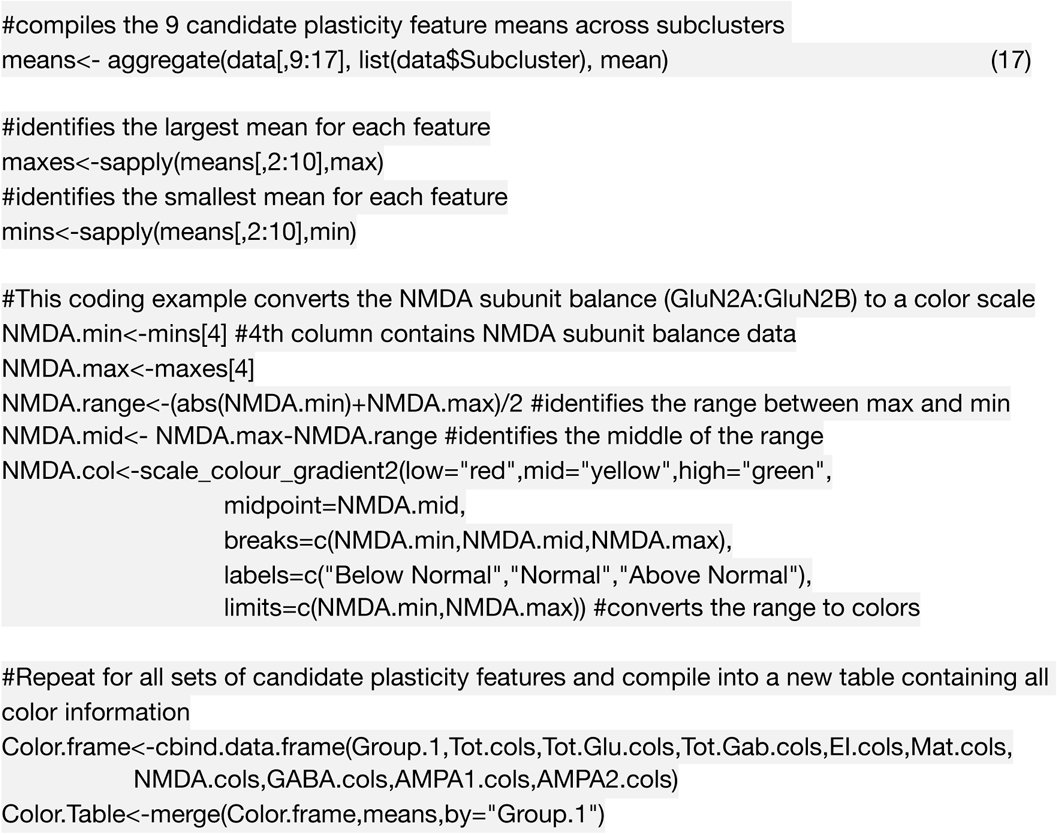 #compiles the 9 candidate plasticity feature means across subclusters
means<- aggregate(data[,9:17], list(data$Subcluster), mean) (17)
#identifies the largest mean for each feature
maxes<-sapply(means[,2:10],max)
#identifies the smallest mean for each feature
mins<-sapply(means[,2:10],min)
#This coding example converts the NMDA subunit balance (GluN2A:GluN2B) to a color scale
NMDA.min<-mins[4] #4th column contains NMDA subunit balance data
NMDA.max<-maxes[4]
NMDA.range<-(abs(NMDA.min)+NMDA.max)/2 #identifies the range between max and min
NMDA.mid<- NMDA.max-NMDA.range #identifies the middle of the range
NMDA.col<-scale_colour_gradient2(low="red",mid="yellow",high="green",
midpoint=NMDA.mid,
breaks=c(NMDA.min,NMDA.mid,NMDA.max),
labels=c("Below Normal","Normal","Above Normal"),
limits=c(NMDA.min,NMDA.max)) #converts the range to colors
#Repeat for all sets of candidate plasticity features and compile into a new table containing all
color information
Color.frame<-cbind.data.frame(Group.1,Tot.cols,Tot.Glu.cols,Tot.Gab.cols,EI.cols,Mat.cols,
NMDA.cols,GABA.cols,AMPA1.cols,AMPA2.cols)
Color.Table<-merge(Color.frame,means,by="Group.1")